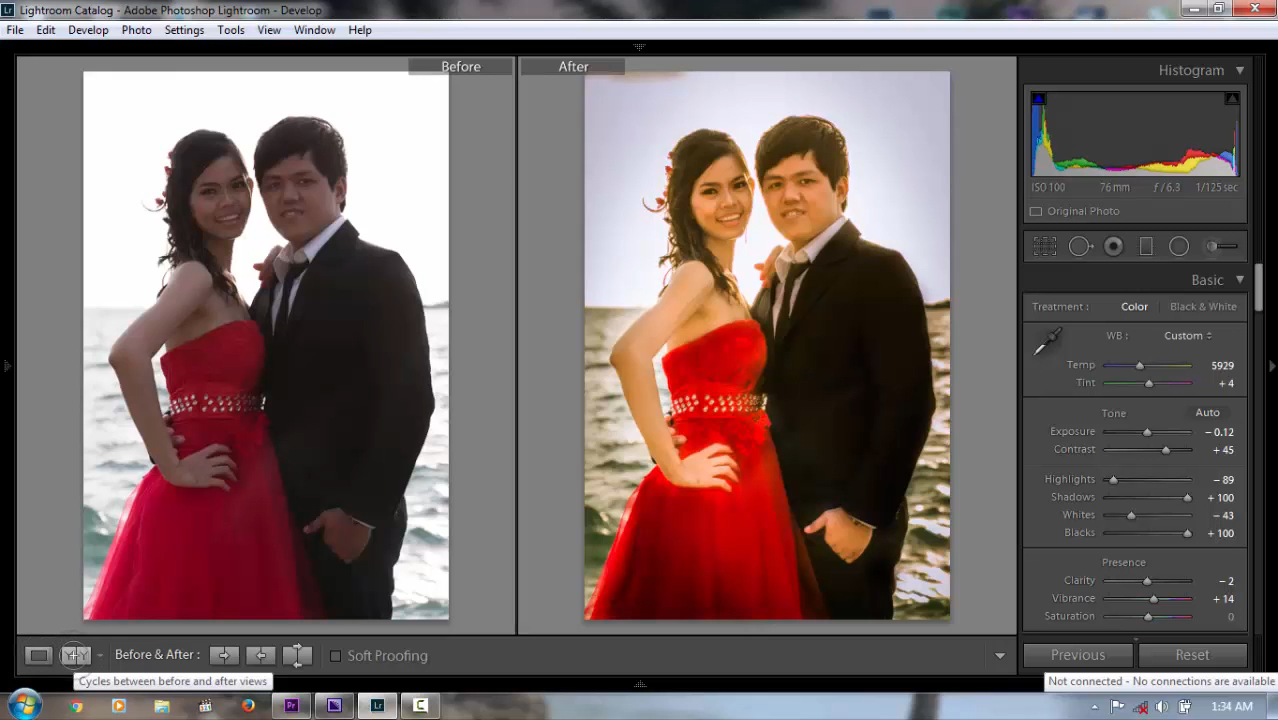 Lightroom Catalog - Adobe Photoshop Lightroom - Develop
File Edit Develop Photo Settings Tools View Window Help
Before After
Histogram
ISO 100 76 mm ƒ / 6.3 1/125 sec
Original Photo
Basic
Treatment : Color Black & White
WB : Custom
Temp 5929
Tint + 4
Tone Auto
Exposure − 0.12
Contrast + 45
Highlights − 89
Shadows + 100
Whites − 43
Blacks + 100
Presence
Clarity − 2
Vibrance + 14
Saturation 0
Before & After : Soft Proofing
Previous Reset
Cycles between before and after views
Not connected - No connections are available
Pr Lr C
1:34 AM